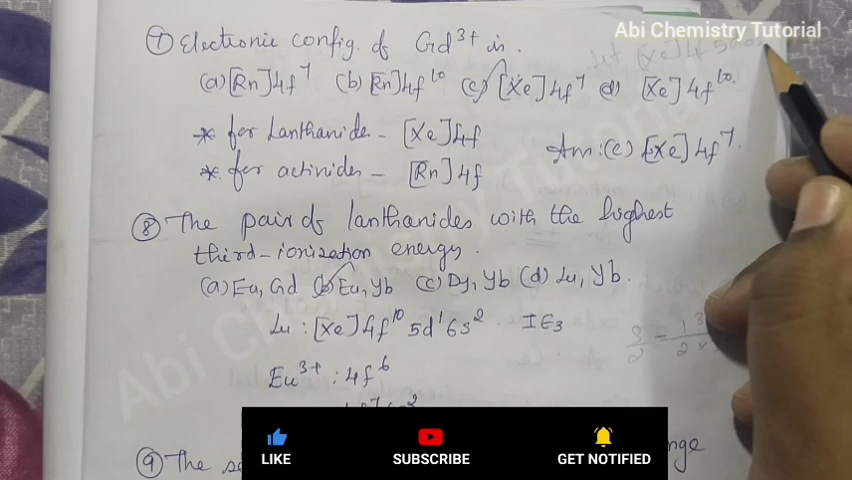 Abi Chemistry Tutorial
⑦ Electronic config. of Gd³⁺ is.
(a) [Rn]4f⁷ (b) [Rn]4f¹⁰ (c) [Xe]4f⁷ (d) [Xe]4f¹⁰.
* for Lanthanide - [Xe]4f
* for actinides - [Rn]4f
Ans: (c) [Xe]4f⁷.
⑧ The pair of lanthanides with the highest
third-ionization energy.
(a) Eu, Gd (b) Eu, Yb (c) Dy, Yb (d) Lu, Yb.
Lu : [Xe]4f¹⁰ 5d¹ 6s² . IE₃
Eu³⁺ : 4f⁶
⑨ The
LIKE
SUBSCRIBE
GET NOTIFIED